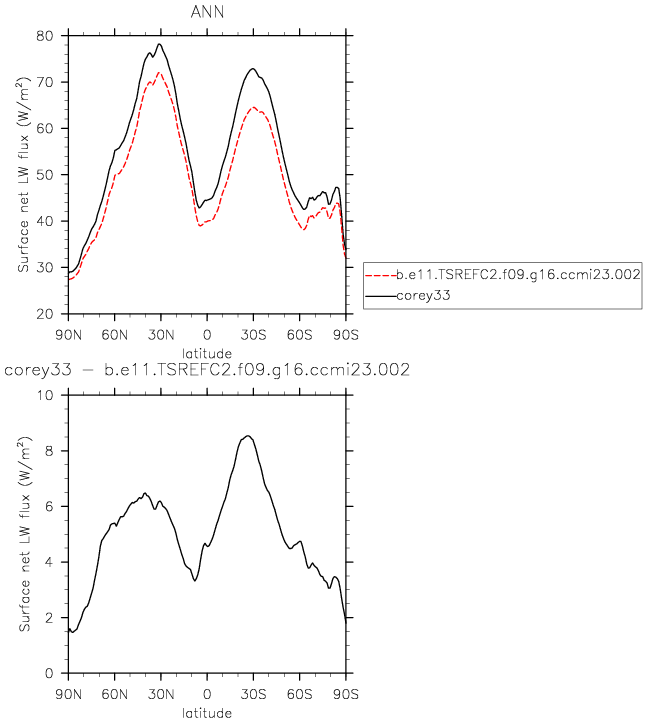 ANN
Surface net LW flux (W/m²)
80
70
60
50
40
30
20
90N 60N 30N 0 30S 60S 90S
latitude
b.e11.TSREFC2.f09.g16.ccmi23.002
corey33
corey33 − b.e11.TSREFC2.f09.g16.ccmi23.002
Surface net LW flux (W/m²)
10
8
6
4
2
0
90N 60N 30N 0 30S 60S 90S
latitude